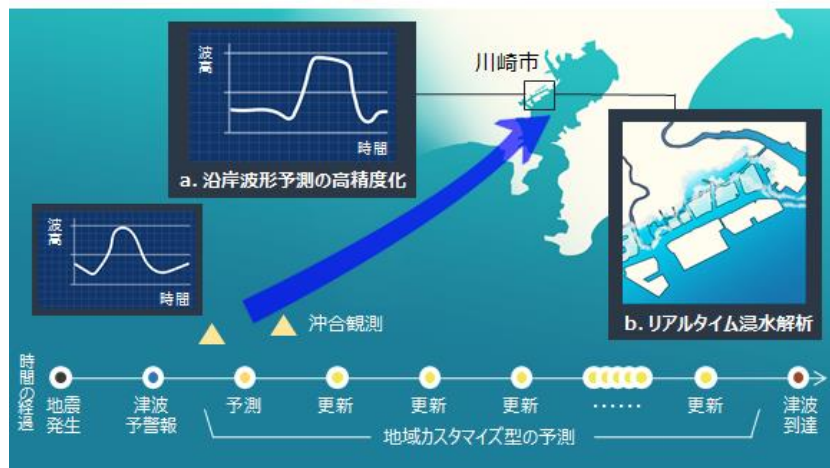 波高
時間
a. 沿岸波形予測の高精度化
川崎市
波高
時間
b. リアルタイム浸水解析
沖合観測
時間の経過
地震
発生
津波
予警報
予測
更新
更新
更新
……
更新
津波
到達
地域カスタマイズ型の予測